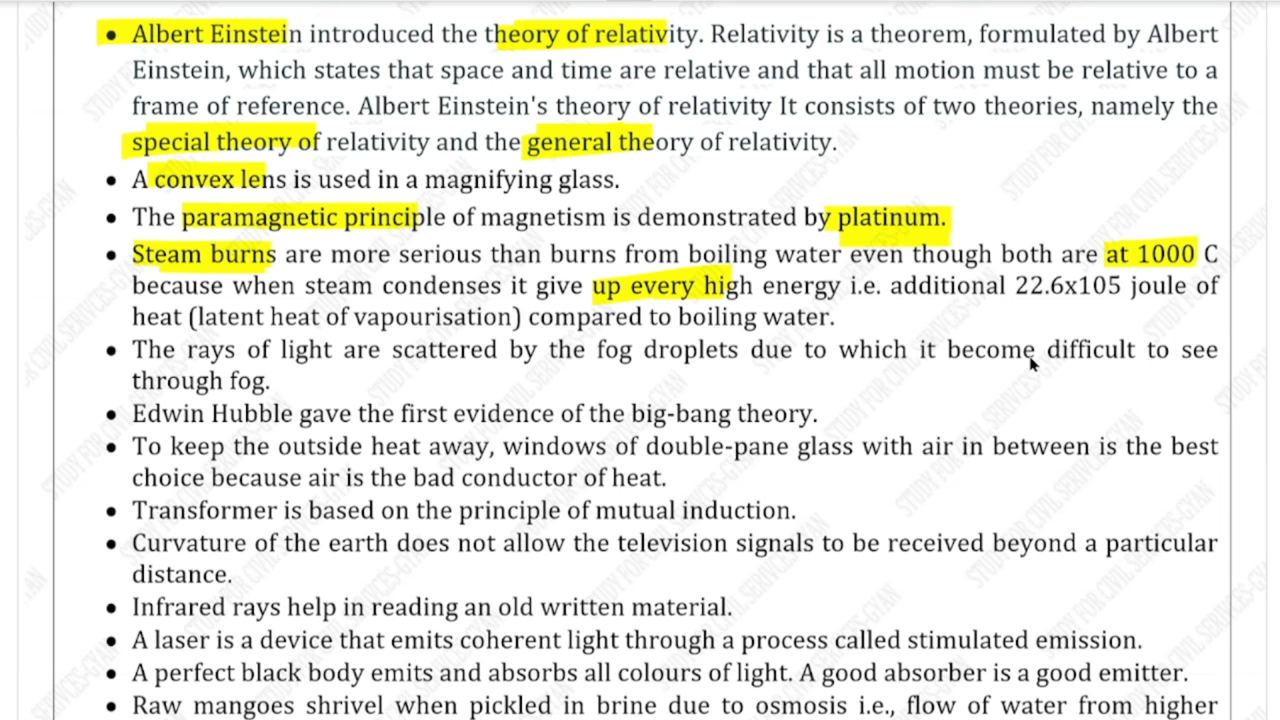 • Albert Einstein introduced the theory of relativity. Relativity is a theorem, formulated by Albert
Einstein, which states that space and time are relative and that all motion must be relative to a
frame of reference. Albert Einstein's theory of relativity It consists of two theories, namely the
special theory of relativity and the general theory of relativity.
• A convex lens is used in a magnifying glass.
• The paramagnetic principle of magnetism is demonstrated by platinum.
• Steam burns are more serious than burns from boiling water even though both are at 1000 C
because when steam condenses it give up every high energy i.e. additional 22.6x105 joule of
heat (latent heat of vapourisation) compared to boiling water.
• The rays of light are scattered by the fog droplets due to which it become difficult to see
through fog.
• Edwin Hubble gave the first evidence of the big-bang theory.
• To keep the outside heat away, windows of double-pane glass with air in between is the best
choice because air is the bad conductor of heat.
• Transformer is based on the principle of mutual induction.
• Curvature of the earth does not allow the television signals to be received beyond a particular
distance.
• Infrared rays help in reading an old written material.
• A laser is a device that emits coherent light through a process called stimulated emission.
• A perfect black body emits and absorbs all colours of light. A good absorber is a good emitter.
• Raw mangoes shrivel when pickled in brine due to osmosis i.e., flow of water from higher